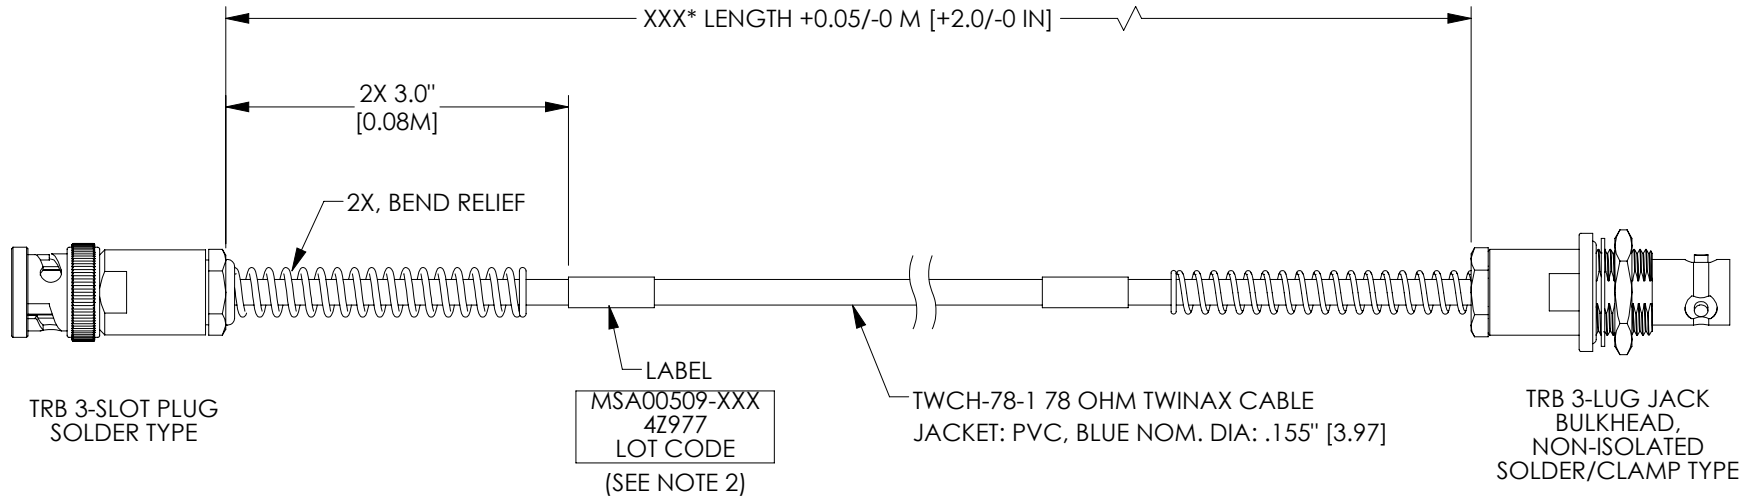 XXX* LENGTH +0.05/-0 M [+2.0/-0 IN]
2X 3.0"
[0.08M]
2X, BEND RELIEF
LABEL
MSA00509-XXX
4Z977
LOT CODE
(SEE NOTE 2)
TWCH-78-1 78 OHM TWINAX CABLE
JACKET: PVC, BLUE NOM. DIA: .155" [3.97]
TRB 3-SLOT PLUG
SOLDER TYPE
TRB 3-LUG JACK
BULKHEAD,
NON-ISOLATED
SOLDER/CLAMP TYPE